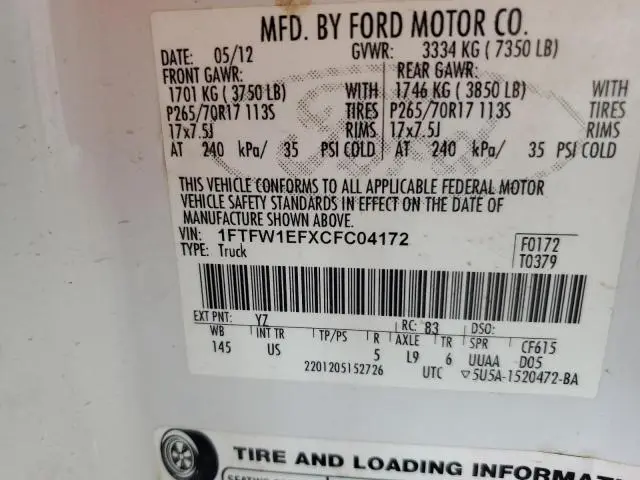 MFD. BY FORD MOTOR CO.
DATE: 05/12 GVWR: 3334 KG ( 7350 LB)
FRONT GAWR: REAR GAWR:
1701 KG ( 3750 LB) WITH 1746 KG ( 3850 LB) WITH
P265/70R17 113S TIRES P265/70R17 113S TIRES
17x7.5J RIMS 17x7.5J RIMS
AT 240 kPa/ 35 PSI COLD AT 240 kPa/ 35 PSI COLD
THIS VEHICLE CONFORMS TO ALL APPLICABLE FEDERAL MOTOR
VEHICLE SAFETY STANDARDS IN EFFECT ON THE DATE OF
MANUFACTURE SHOWN ABOVE.
VIN: 1FTFW1EFXCFC04172 F0172
TYPE: Truck T0379
EXT PNT: YZ RC: 83 DSO:
WB INT TR TP/PS R AXLE TR SPR CF615
145 US 5 L9 6 UUAA D05
2201205152726 UTC ▽5U5A-1520472-BA
TIRE AND LOADING INFORMATI